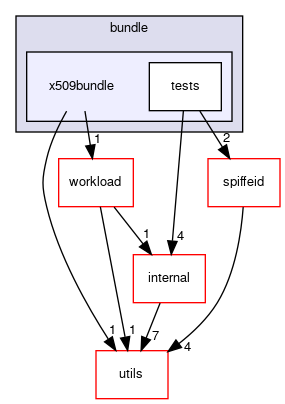 bundle
x509bundle
tests
1
2
workload
spiffeid
1
4
internal
1
1
7
4
utils